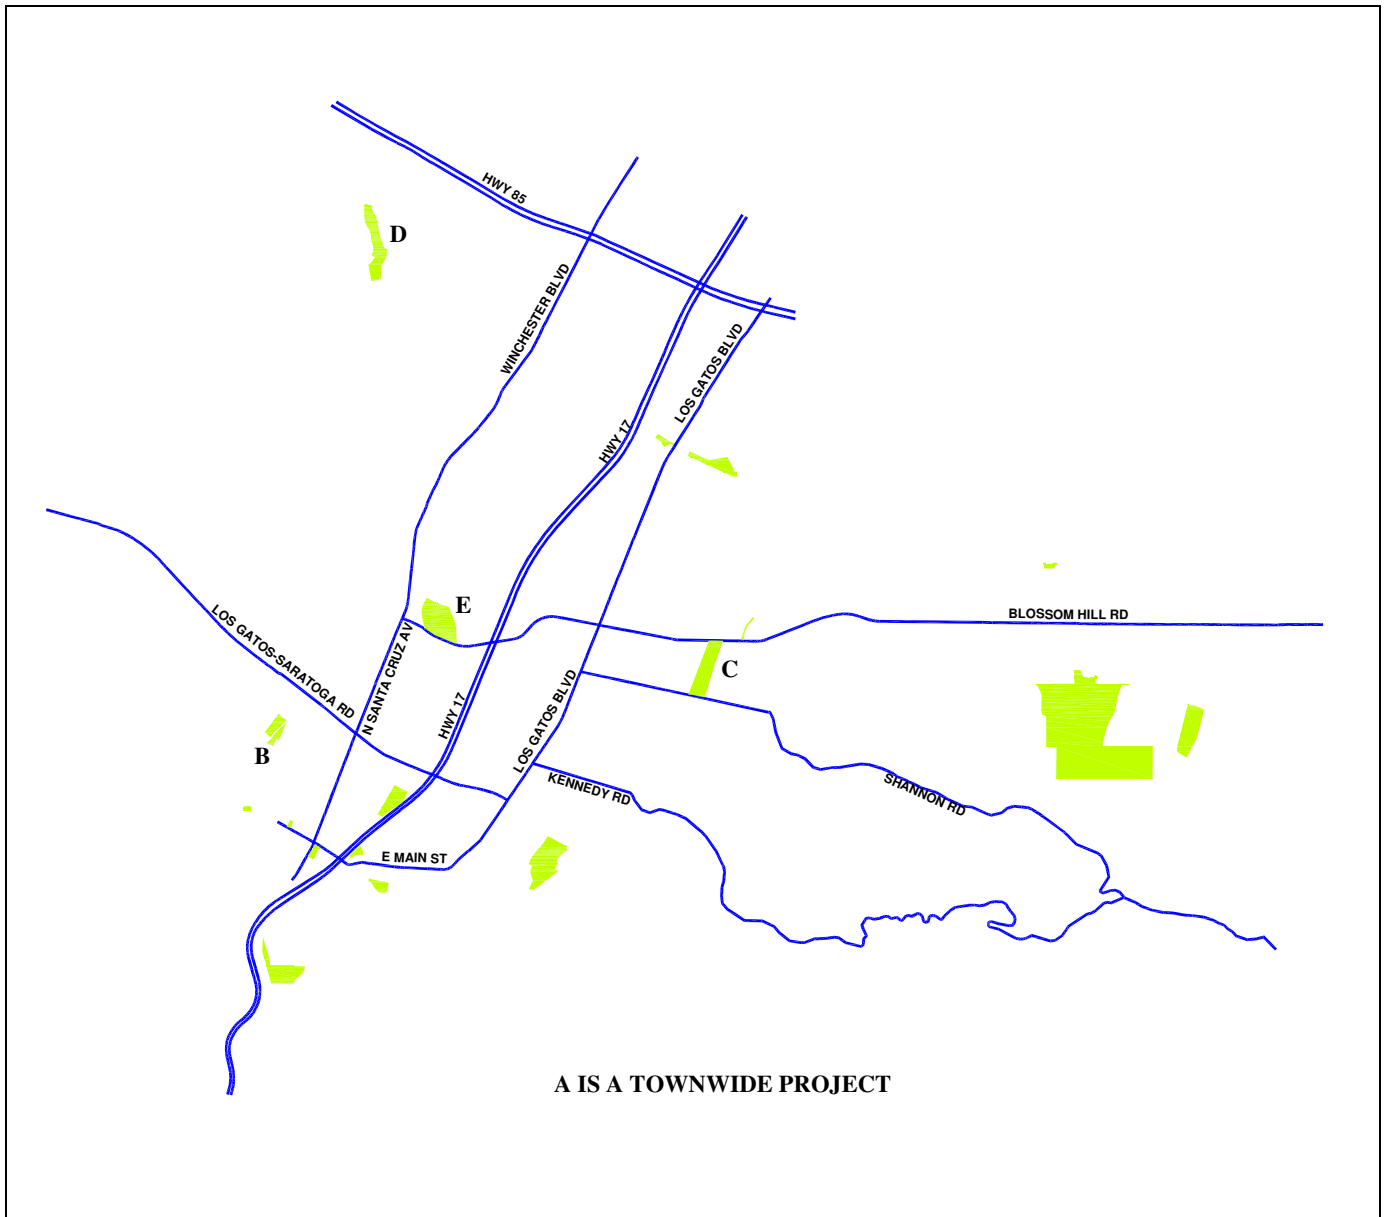 HWY 85
D
WINCHESTER BLVD
LOS GATOS BLVD
HWY 17
E
LOS GATOS-SARATOGA RD
BLOSSOM HILL RD
N SANTA CRUZ AV
C
HWY 17
LOS GATOS BLVD
B
KENNEDY RD
SHANNON RD
E MAIN ST
A IS A TOWNWIDE PROJECT